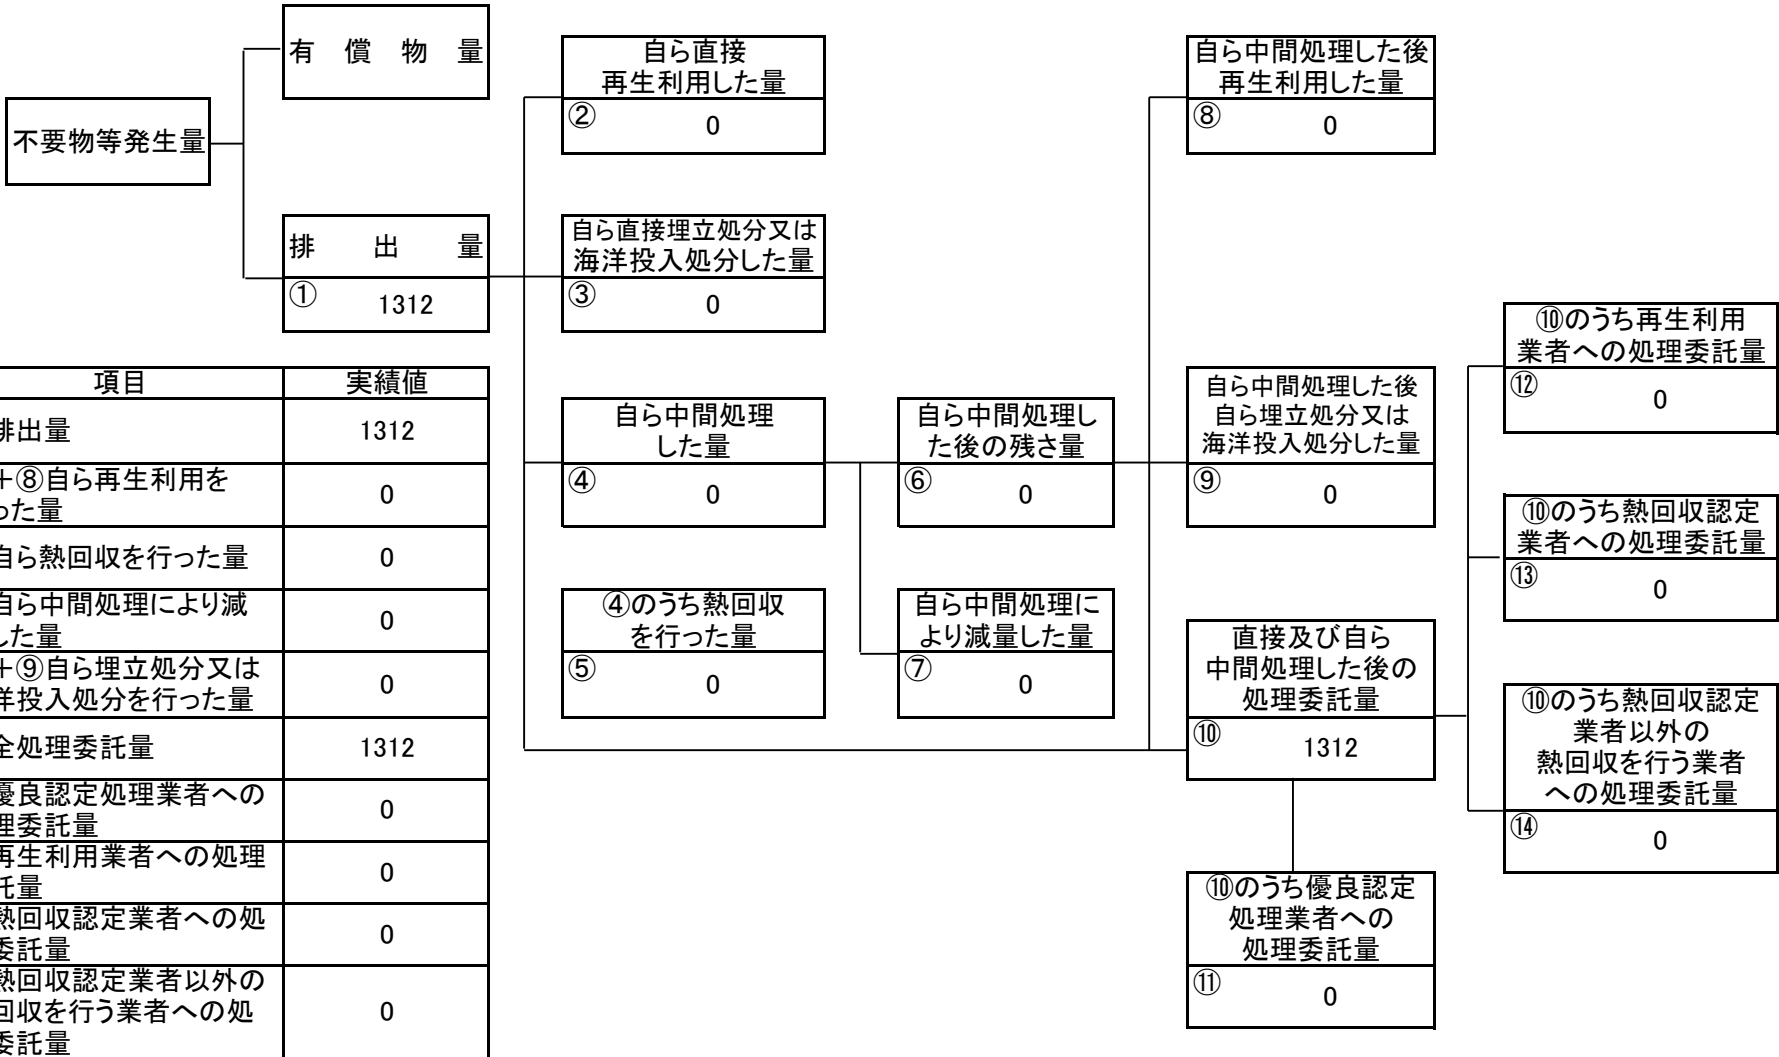 有償物量
不要物等発生量
排出量
① 1312
自ら直接
再生利用した量
② 0
自ら直接埋立処分又は
海洋投入処分した量
③ 0
自ら中間処理
した量
④ 0
④のうち熱回収
を行った量
⑤ 0
自ら中間処理し
た後の残さ量
⑥ 0
自ら中間処理に
より減量した量
⑦ 0
自ら中間処理した後
再生利用した量
⑧ 0
自ら中間処理した後
自ら埋立処分又は
海洋投入処分した量
⑨ 0
直接及び自ら
中間処理した後の
処理委託量
⑩ 1312
⑩のうち優良認定
処理業者への
処理委託量
⑪ 0
⑩のうち再生利用
業者への処理委託量
⑫ 0
⑩のうち熱回収認定
業者への処理委託量
⑬ 0
⑩のうち熱回収認定
業者以外の
熱回収を行う業者
への処理委託量
⑭ 0
項目 実績値
排出量 1312
+⑧自ら再生利用を
った量
0
自ら熱回収を行った量 0
自ら中間処理により減
した量
0
+⑨自ら埋立処分又は
洋投入処分を行った量
0
全処理委託量 1312
優良認定処理業者への
理委託量
0
再生利用業者への処理
託量
0
熱回収認定業者への処
委託量
0
熱回収認定業者以外の
回収を行う業者への処
委託量
0